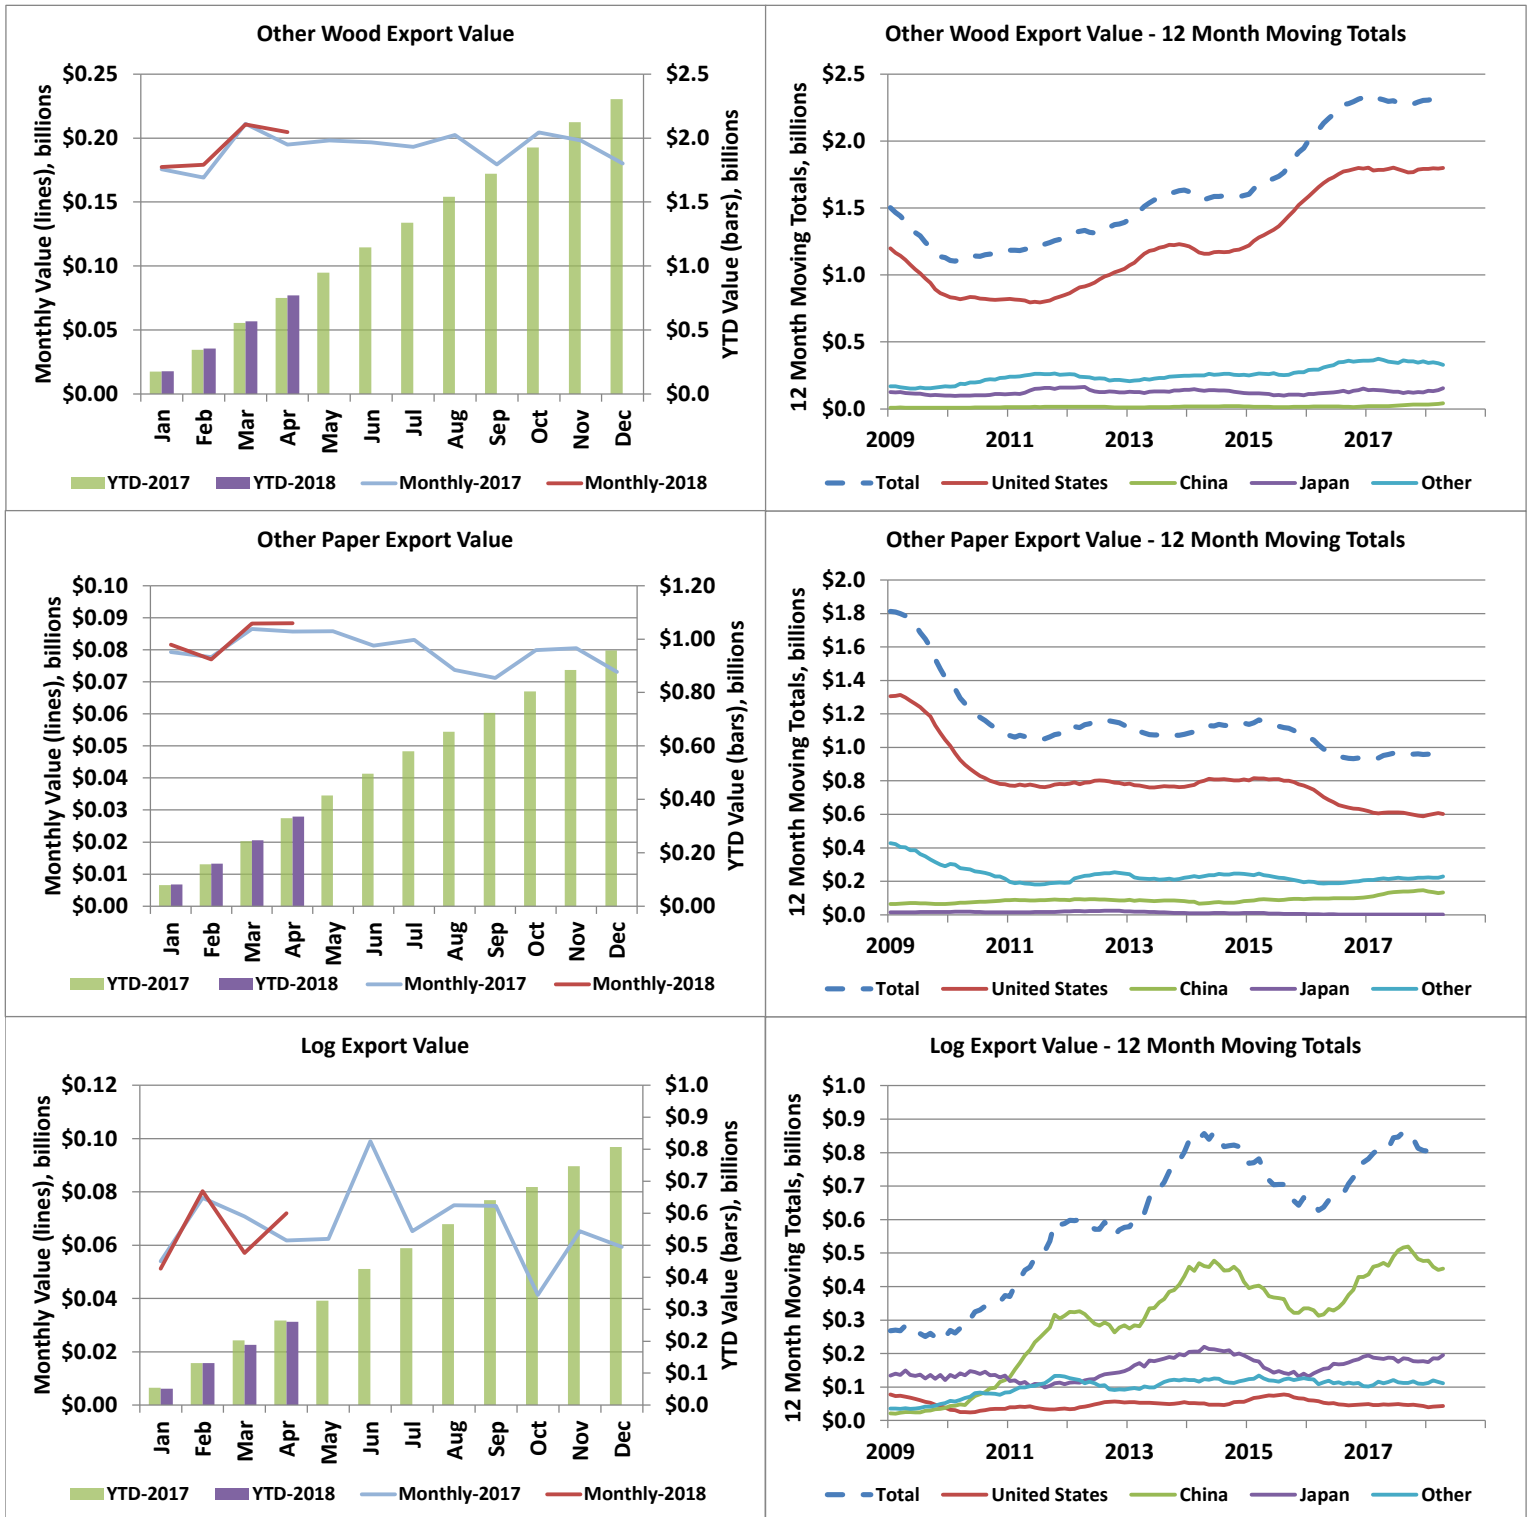 Other Wood Export Value
Monthly Value (lines), billions
$0.25
$0.20
$0.15
$0.10
$0.05
$0.00
YTD Value (bars), billions
$2.5
$2.0
$1.5
$1.0
$0.5
$0.0
Jan Feb Mar Apr May Jun Jul Aug Sep Oct Nov Dec
YTD-2017 YTD-2018 Monthly-2017 Monthly-2018
Other Wood Export Value - 12 Month Moving Totals
12 Month Moving Totals, billions
$2.5
$2.0
$1.5
$1.0
$0.5
$0.0
2009 2011 2013 2015 2017
Total United States China Japan Other
Other Paper Export Value
Monthly Value (lines), billions
$0.10
$0.09
$0.08
$0.07
$0.06
$0.05
$0.04
$0.03
$0.02
$0.01
$0.00
YTD Value (bars), billions
$1.20
$1.00
$0.80
$0.60
$0.40
$0.20
$0.00
Jan Feb Mar Apr May Jun Jul Aug Sep Oct Nov Dec
YTD-2017 YTD-2018 Monthly-2017 Monthly-2018
Other Paper Export Value - 12 Month Moving Totals
12 Month Moving Totals, billions
$2.0
$1.8
$1.6
$1.4
$1.2
$1.0
$0.8
$0.6
$0.4
$0.2
$0.0
2009 2011 2013 2015 2017
Total United States China Japan Other
Log Export Value
Monthly Value (lines), billions
$0.12
$0.10
$0.08
$0.06
$0.04
$0.02
$0.00
YTD Value (bars), billions
$1.0
$0.9
$0.8
$0.7
$0.6
$0.5
$0.4
$0.3
$0.2
$0.1
$0.0
Jan Feb Mar Apr May Jun Jul Aug Sep Oct Nov Dec
YTD-2017 YTD-2018 Monthly-2017 Monthly-2018
Log Export Value - 12 Month Moving Totals
12 Month Moving Totals, billions
$1.0
$0.9
$0.8
$0.7
$0.6
$0.5
$0.4
$0.3
$0.2
$0.1
$0.0
2009 2011 2013 2015 2017
Total United States China Japan Other